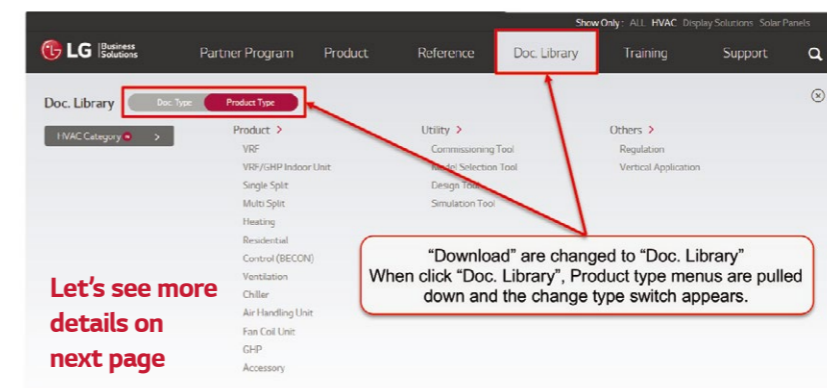 Show Only : ALL HVAC Display Solutions Solar Panels
LG Business Solutions
Partner Program Product Reference Doc. Library Training Support
Doc. Library Doc. Type Product Type
HVAC Category >
Product > Utility > Others >
VRF Commissioning Tool Regulation
VRF/GHP Indoor Unit Model Selection Tool Vertical Application
Single Split Design Tool
Multi Split Simulation Tool
Heating
Residential
Control (BECON)
Ventilation
Chiller
Air Handling Unit
Fan Coil Unit
GHP
Accessory
“Download” are changed to “Doc. Library”
When click “Doc. Library”, Product type menus are pulled
down and the change type switch appears.
Let’s see more
details on
next page